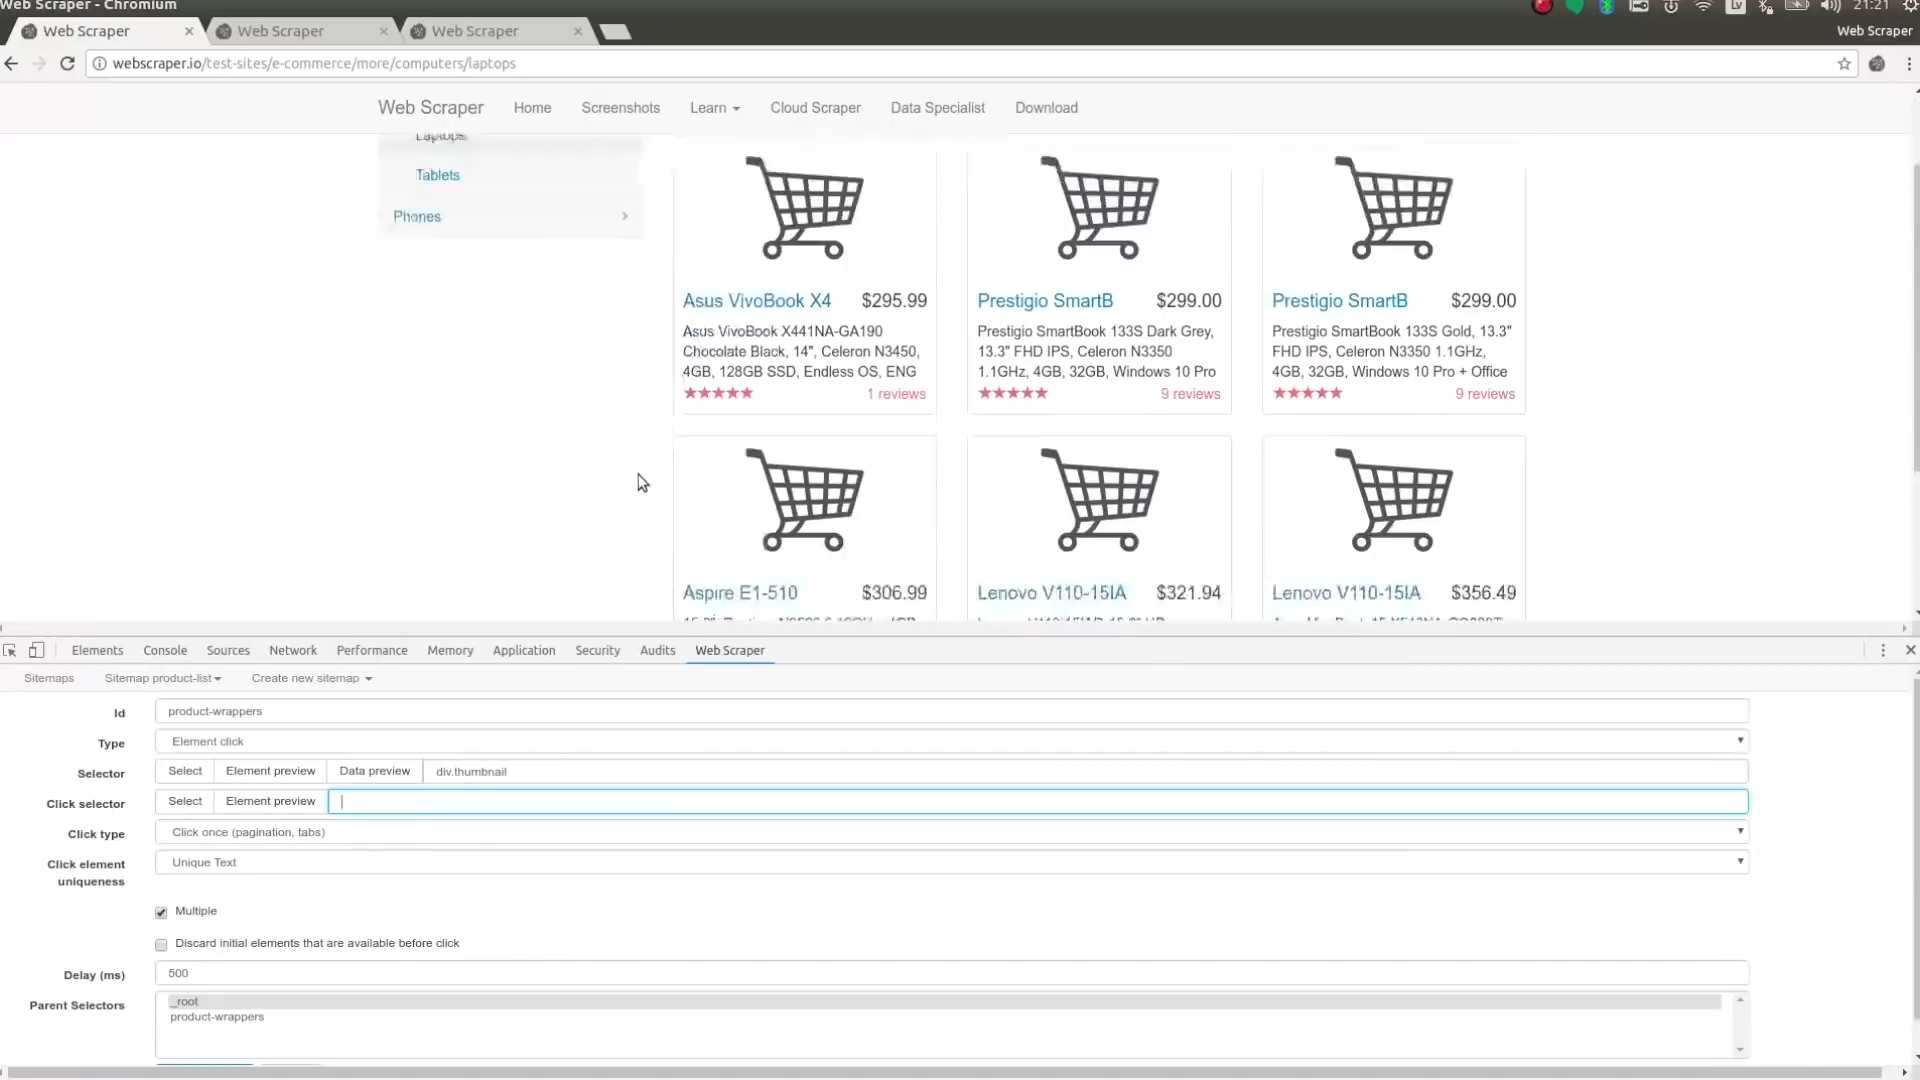 Web Scraper - Chromium
Lv
21:21
Web Scraper
Web Scraper
Web Scraper
Web Scraper
webscraper.io/test-sites/e-commerce/more/computers/laptops
Web Scraper Home Screenshots Learn Cloud Scraper Data Specialist Download
Laptops
Tablets
Phones
Asus VivoBook X4 $295.99
Asus VivoBook X441NA-GA190
Chocolate Black, 14", Celeron N3450,
4GB, 128GB SSD, Endless OS, ENG
1 reviews
Prestigio SmartB $299.00
Prestigio SmartBook 133S Dark Grey,
13.3" FHD IPS, Celeron N3350
1.1GHz, 4GB, 32GB, Windows 10 Pro
9 reviews
Prestigio SmartB $299.00
Prestigio SmartBook 133S Gold, 13.3"
FHD IPS, Celeron N3350 1.1GHz,
4GB, 32GB, Windows 10 Pro + Office
9 reviews
Aspire E1-510 $306.99
Lenovo V110-15IA $321.94
Lenovo V110-15IA $356.49
Elements Console Sources Network Performance Memory Application Security Audits Web Scraper
Sitemaps Sitemap product-list Create new sitemap
Id product-wrappers
Type Element click
Selector Select Element preview Data preview div.thumbnail
Click selector Select Element preview
Click type Click once (pagination, tabs)
Click element
uniqueness
Unique Text
Multiple
Discard initial elements that are available before click
Delay (ms) 500
Parent Selectors _root
product-wrappers